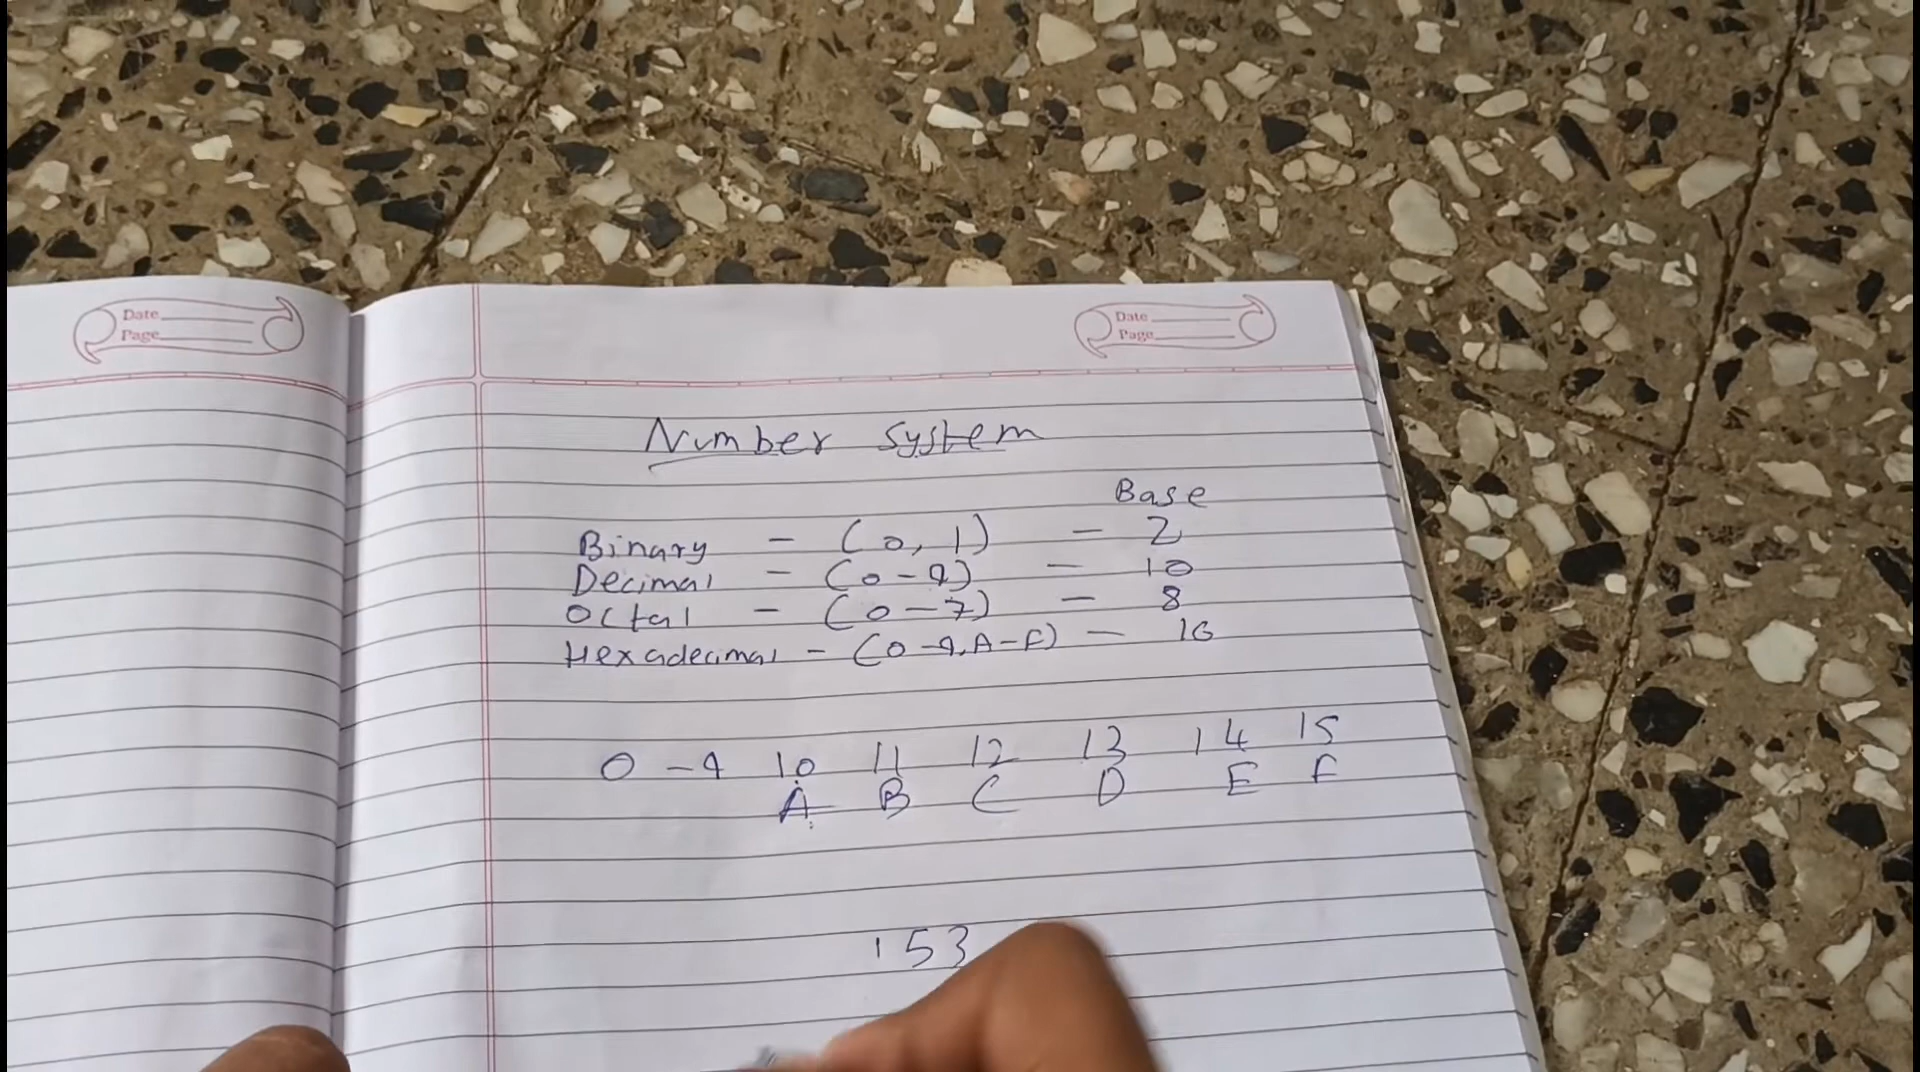 Date
Page
Date
Page
Number System
Base
Binary - (0, 1) - 2
Decimal - (0-9) - 10
Octal - (0-7) - 8
Hexadecimal - (0-9, A-F) - 16
0 - 9 10 11 12 13 14 15
A B C D E F
153